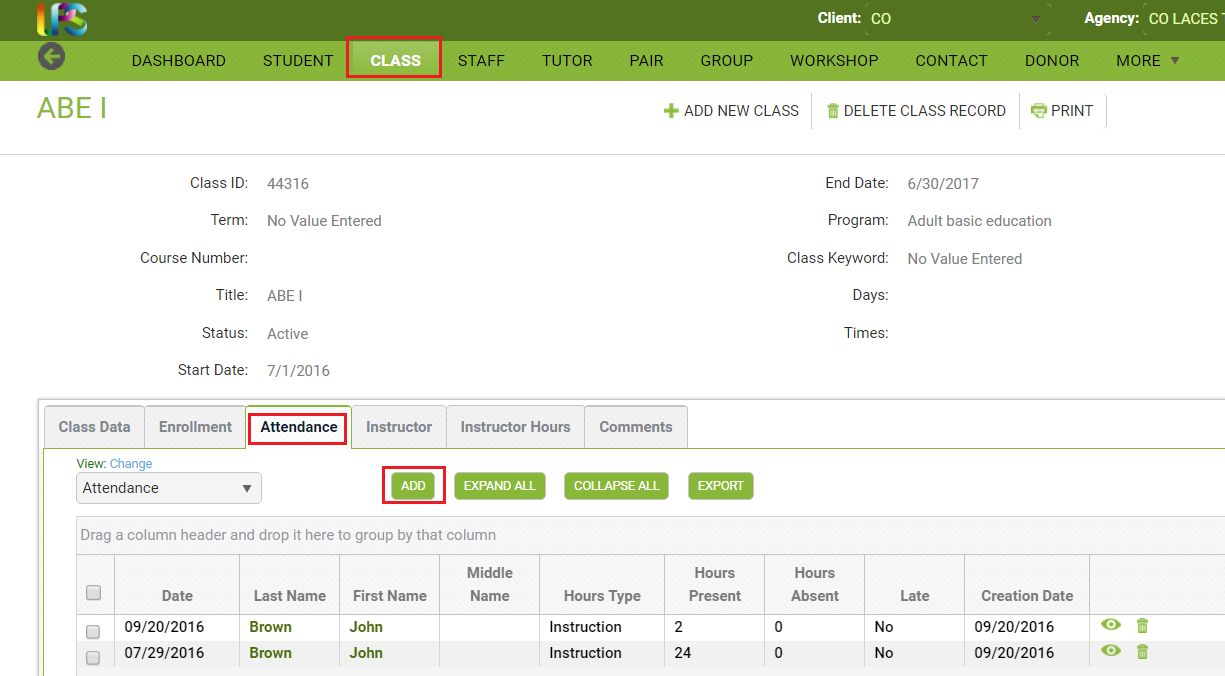 LPS
Client: CO Agency: CO LACES T
DASHBOARD STUDENT CLASS STAFF TUTOR PAIR GROUP WORKSHOP CONTACT DONOR MORE
ABE I
ADD NEW CLASS DELETE CLASS RECORD PRINT
Class ID: 44316 End Date: 6/30/2017
Term: No Value Entered Program: Adult basic education
Course Number: Class Keyword: No Value Entered
Title: ABE I Days:
Status: Active Times:
Start Date: 7/1/2016
Class Data Enrollment Attendance Instructor Instructor Hours Comments
View: Change
Attendance ADD EXPAND ALL COLLAPSE ALL EXPORT
Drag a column header and drop it here to group by that column
Date Last Name First Name Middle Name Hours Type Hours Present Hours Absent Late Creation Date
09/20/2016 Brown John Instruction 2 0 No 09/20/2016
07/29/2016 Brown John Instruction 24 0 No 09/20/2016